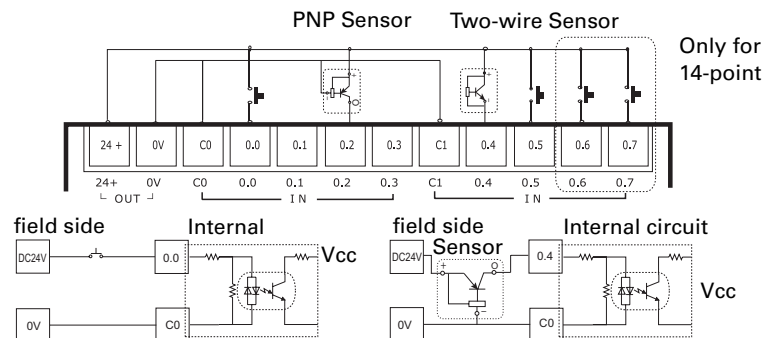 PNP Sensor Two-wire Sensor
Only for
14-point
+ +
- O
24 + 0V C0 0.0 0.1 0.2 0.3 C1 0.4 0.5 0.6 0.7
24+ 0V C0 0.0 0.1 0.2 0.3 C1 0.4 0.5 0.6 0.7
OUT IN IN
field side Internal field side Internal circuit
Sensor
DC24V 0.0 Vcc DC24V + O 0.4
Vcc
0V C0 0V - C0